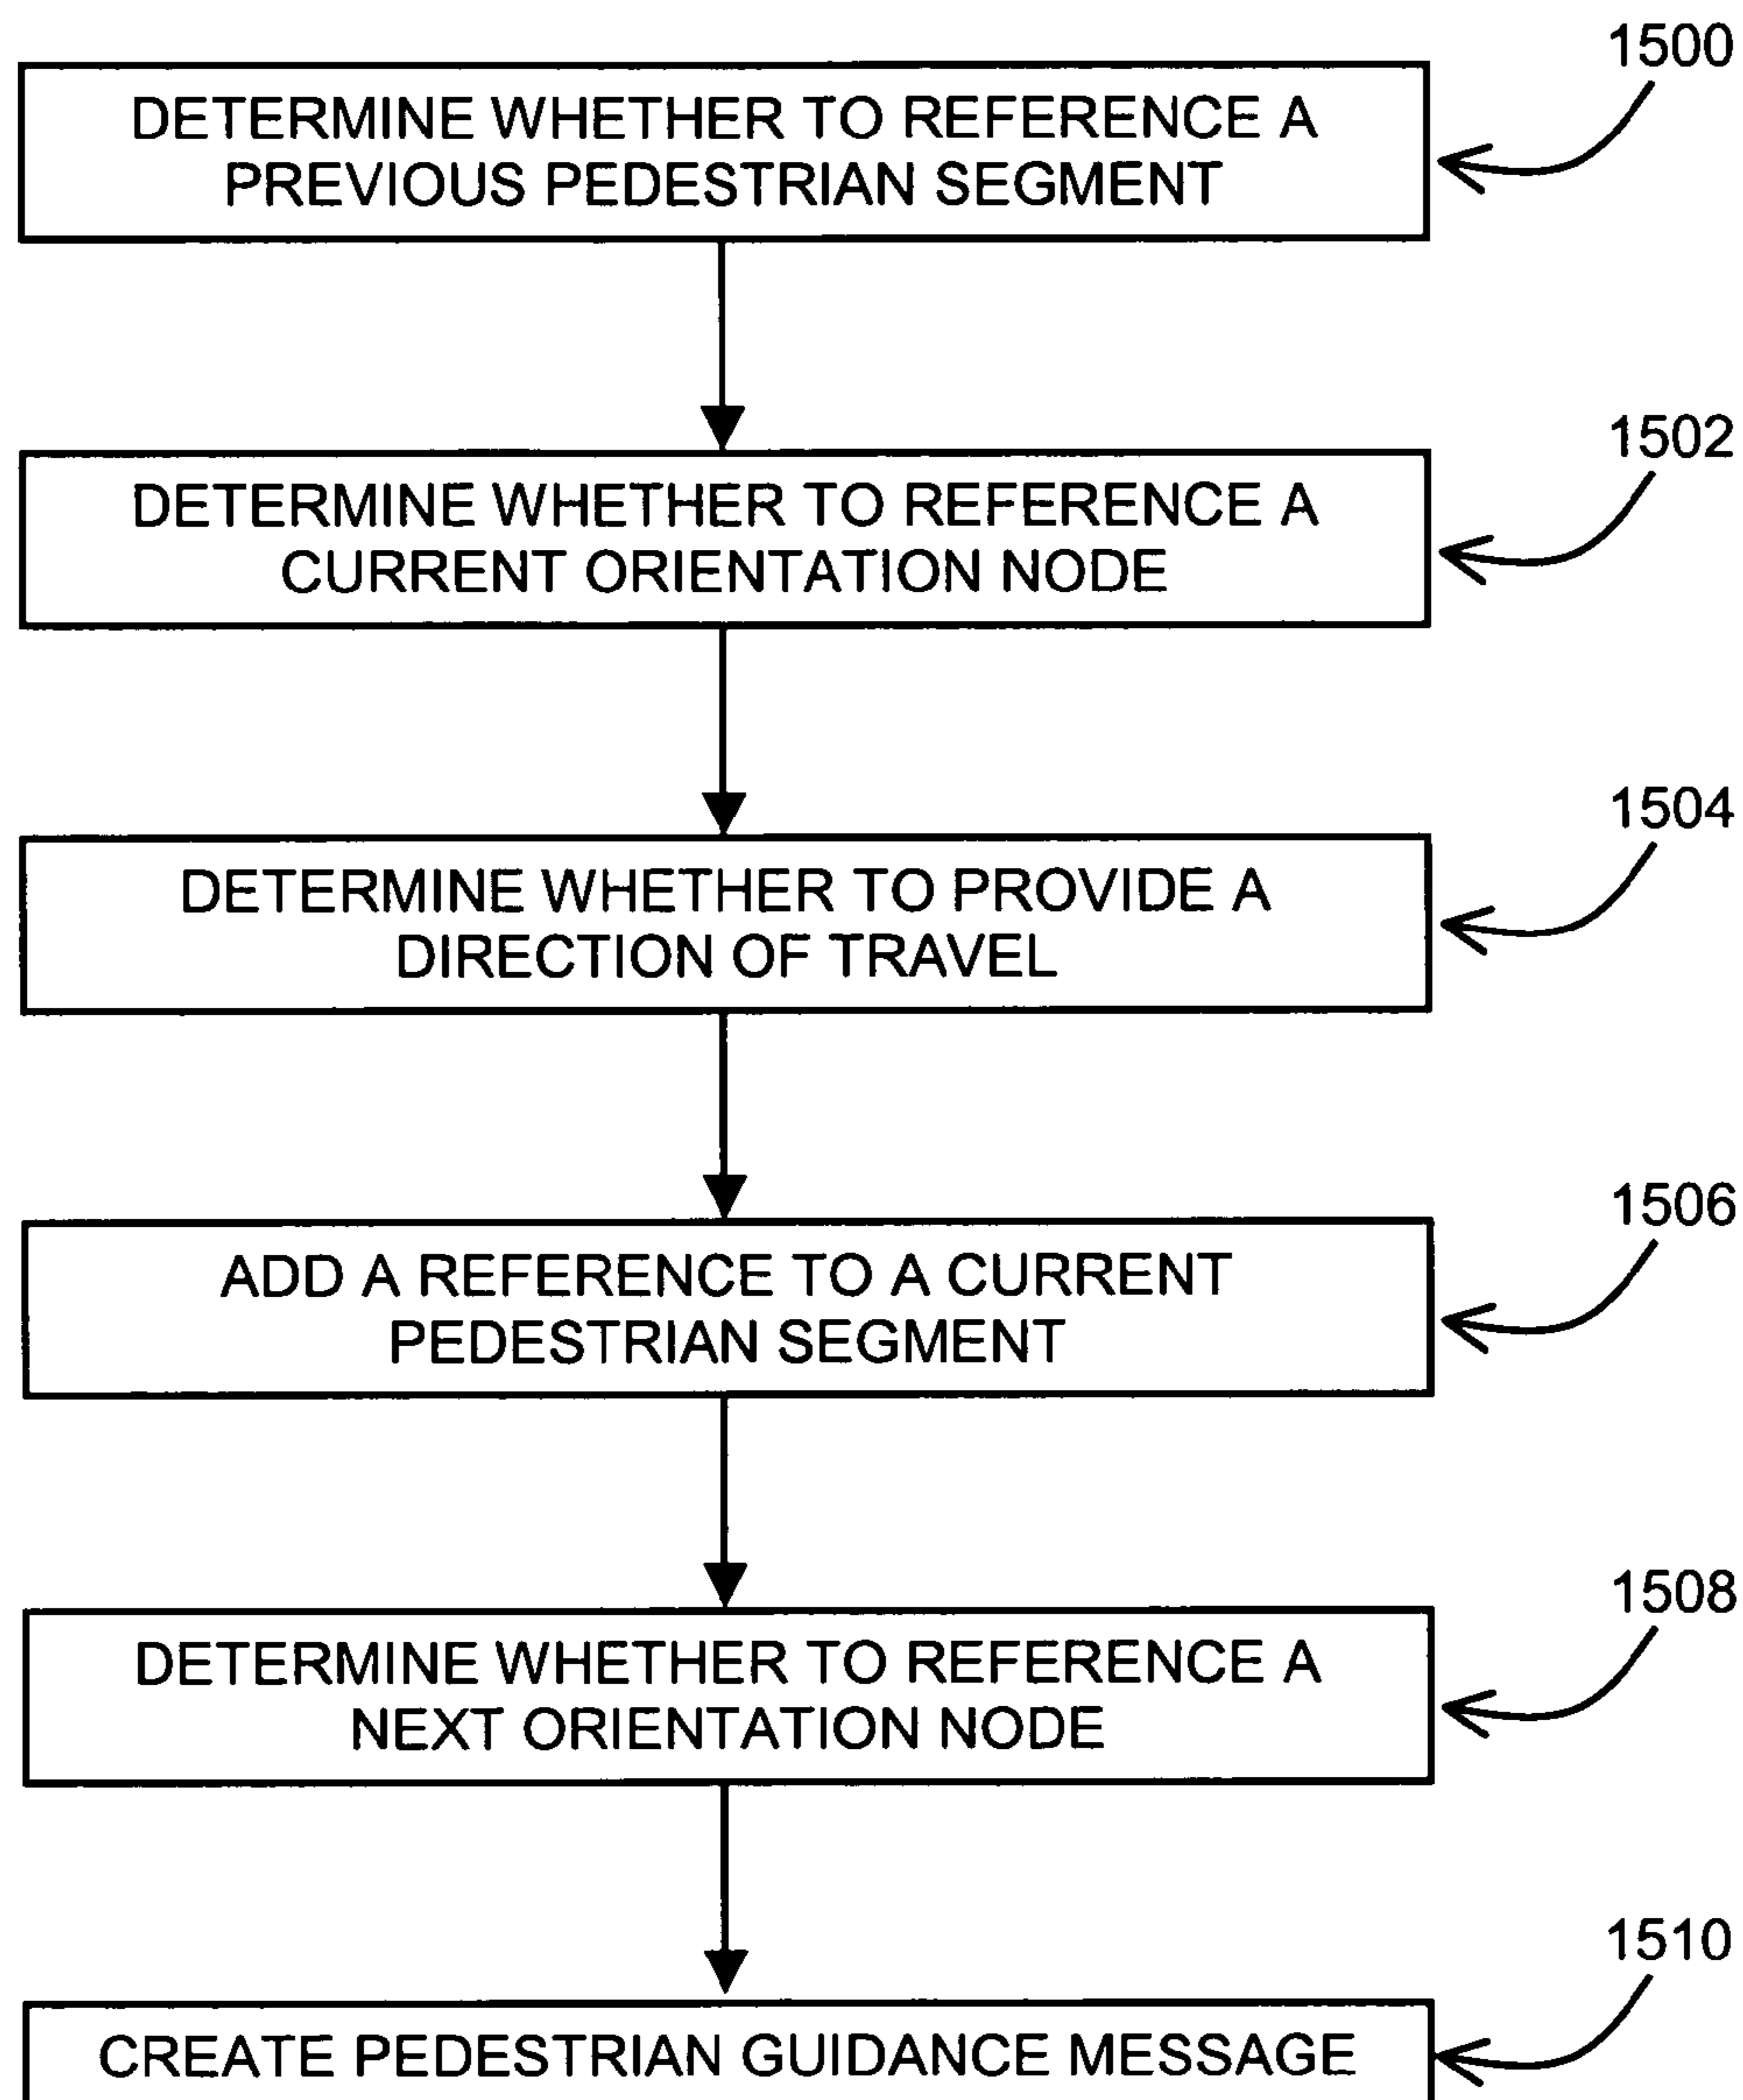 1500
DETERMINE WHETHER TO REFERENCE A
PREVIOUS PEDESTRIAN SEGMENT
1502
DETERMINE WHETHER TO REFERENCE A
CURRENT ORIENTATION NODE
1504
DETERMINE WHETHER TO PROVIDE A
DIRECTION OF TRAVEL
1506
ADD A REFERENCE TO A CURRENT
PEDESTRIAN SEGMENT
1508
DETERMINE WHETHER TO REFERENCE A
NEXT ORIENTATION NODE
1510
CREATE PEDESTRIAN GUIDANCE MESSAGE